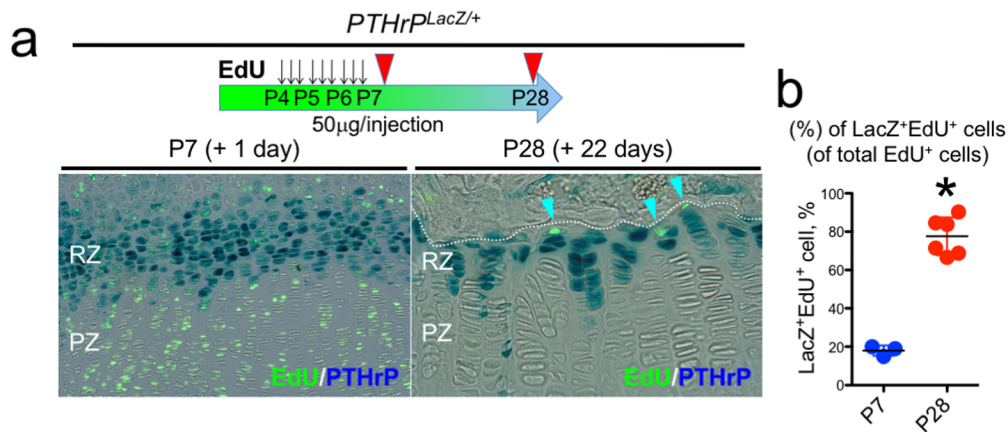 a
PTHrP^LacZ/+
EdU
P4 P5 P6 P7 P28
50μg/injection
P7 (+ 1 day) P28 (+ 22 days)
RZ
PZ
EdU/PTHrP
RZ
PZ
EdU/PTHrP
b
(%) of LacZ⁺EdU⁺ cells
(of total EdU⁺ cells)
*
LacZ⁺EdU⁺ cell, %
100
80
60
40
20
0
P7 P28